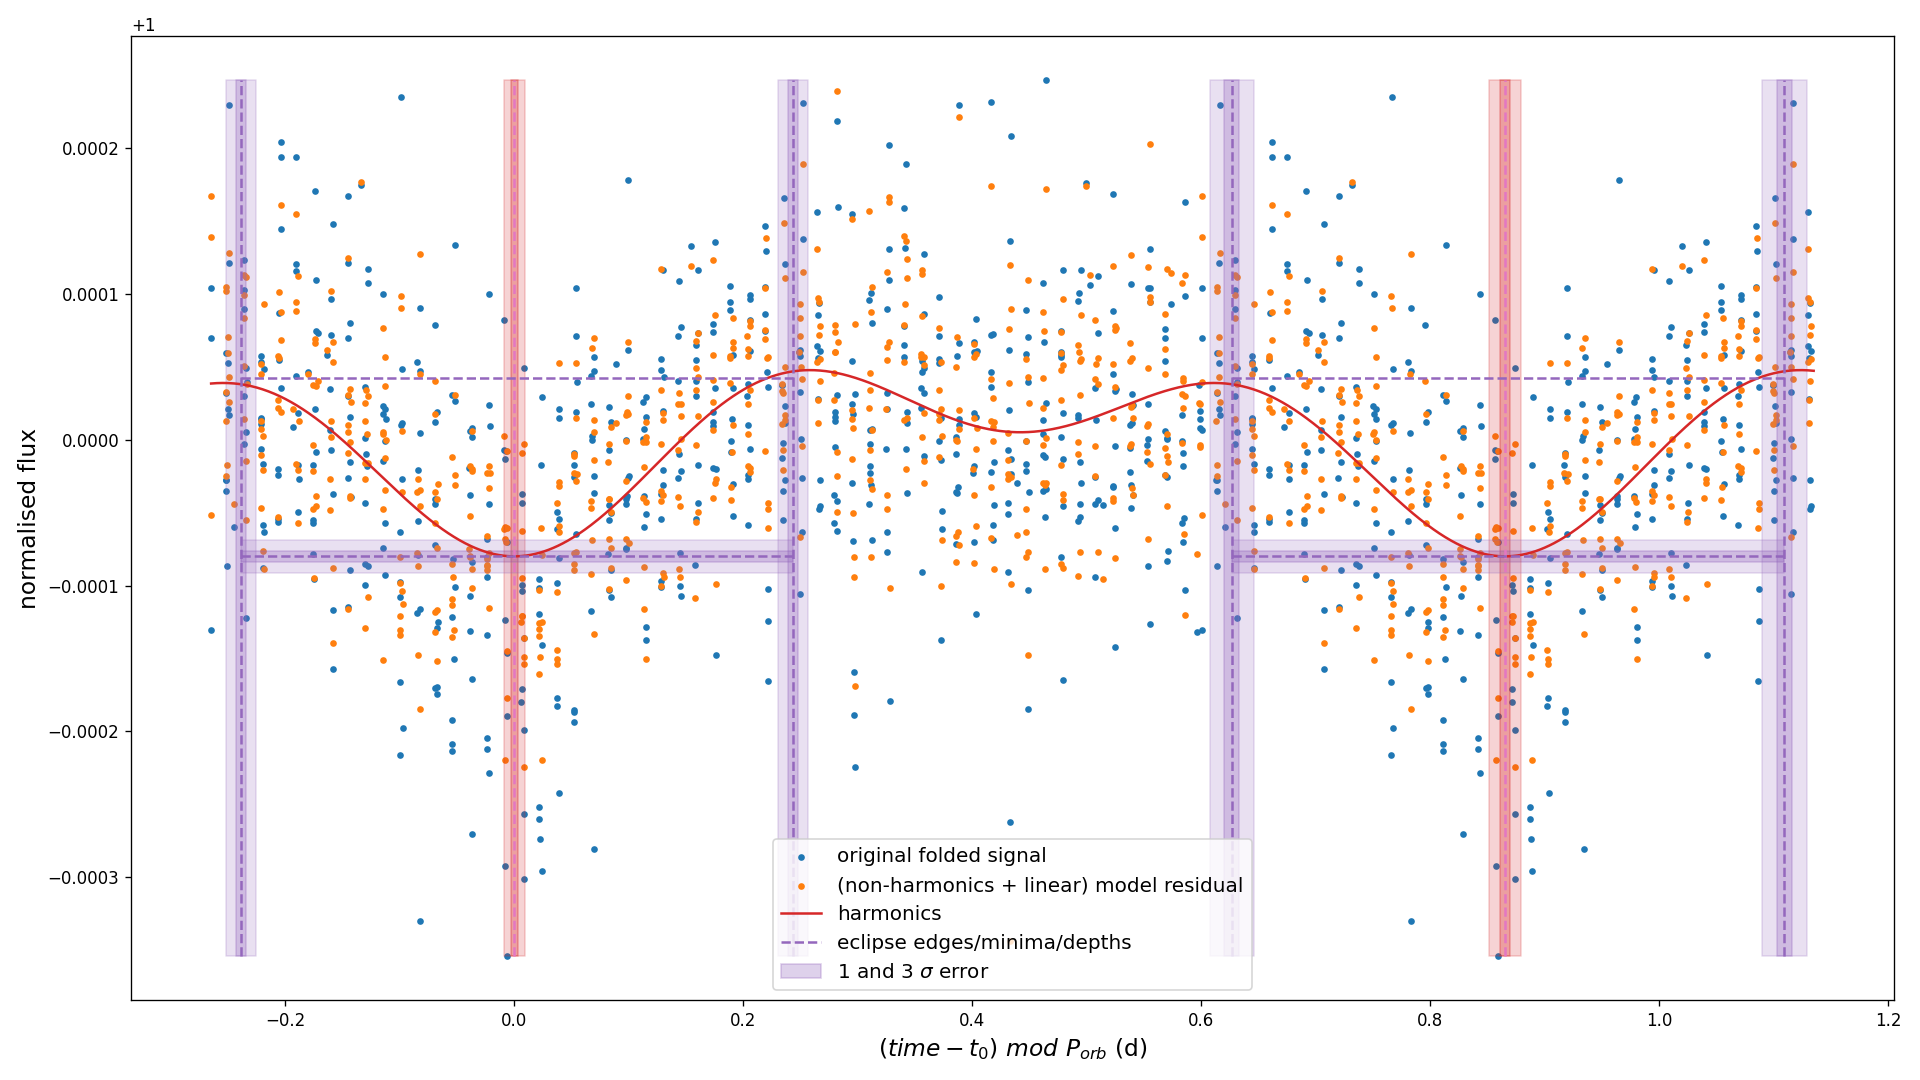 +1
0.0002
0.0001
0.0000
−0.0001
−0.0002
−0.0003
normalised flux
original folded signal
(non-harmonics + linear) model residual
harmonics
eclipse edges/minima/depths
1 and 3 σ error
−0.2 0.0 0.2 0.4 0.6 0.8 1.0 1.2
(time − t₀) mod P_orb (d)